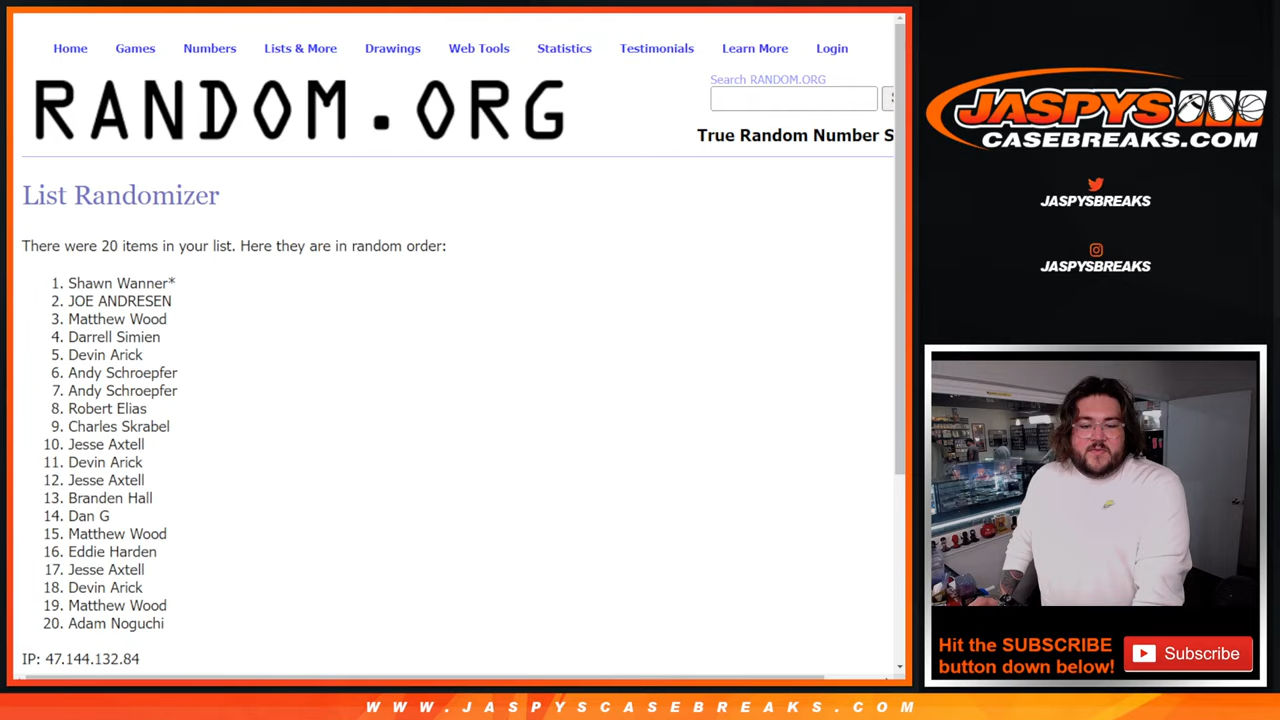 Home Games Numbers Lists & More Drawings Web Tools Statistics Testimonials Learn More Login
RANDOM.ORG
Search RANDOM.ORG
True Random Number S
List Randomizer
There were 20 items in your list. Here they are in random order:
1. Shawn Wanner*
2. JOE ANDRESEN
3. Matthew Wood
4. Darrell Simien
5. Devin Arick
6. Andy Schroepfer
7. Andy Schroepfer
8. Robert Elias
9. Charles Skrabel
10. Jesse Axtell
11. Devin Arick
12. Jesse Axtell
13. Branden Hall
14. Dan G
15. Matthew Wood
16. Eddie Harden
17. Jesse Axtell
18. Devin Arick
19. Matthew Wood
20. Adam Noguchi
IP: 47.144.132.84
JASPYS
CASEBREAKS.COM
JASPYSBREAKS
JASPYSBREAKS
Hit the SUBSCRIBE
button down below!
Subscribe
WWW.JASPYSCASEBREAKS.COM